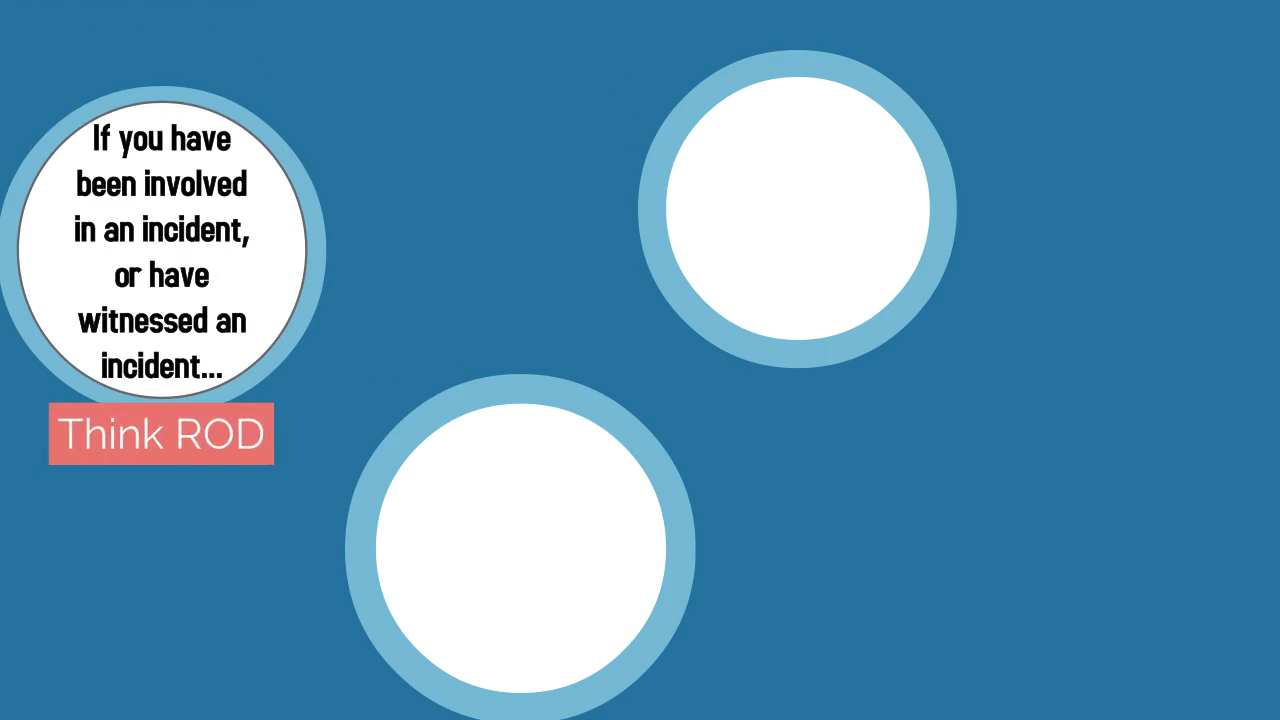 If you have
been involved
in an incident,
or have
witnessed an
incident...
Think ROD